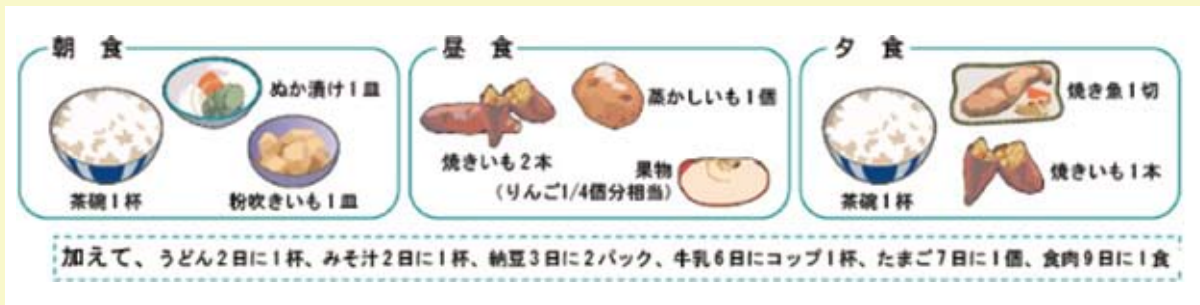 朝 食
ぬか漬け1皿
茶碗1杯
粉吹きいも1皿
昼 食
蒸かしいも1個
焼きいも2本
果物
(りんご1/4個分相当)
夕 食
焼き魚1切
焼きいも1本
茶碗1杯
加えて、うどん2日に1杯、みそ汁2日に1杯、納豆3日に2パック、牛乳6日にコップ1杯、たまご7日に1個、食肉9日に1食